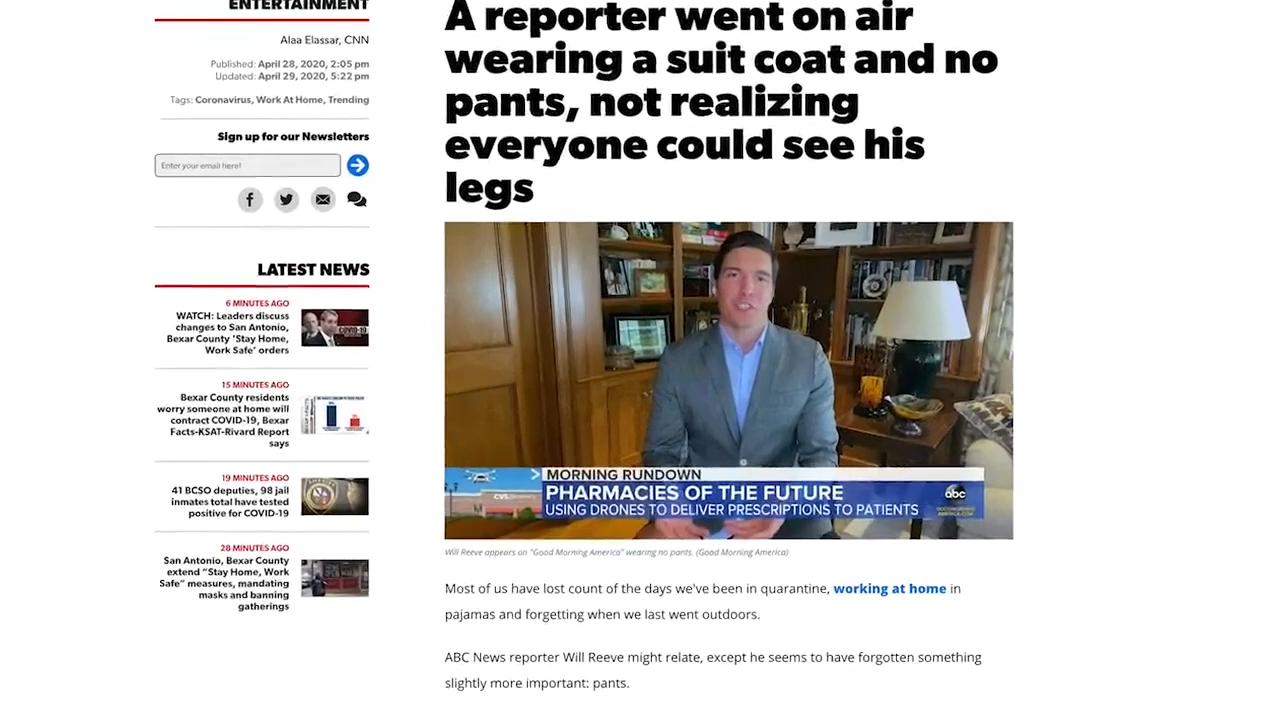 ENTERTAINMENT
Alaa Elassar, CNN
Published: April 28, 2020, 2:05 pm
Updated: April 29, 2020, 5:22 pm
Tags: Coronavirus, Work At Home, Trending
Sign up for our Newsletters
Enter your email here!
LATEST NEWS
6 MINUTES AGO
WATCH: Leaders discuss
changes to San Antonio,
Bexar County 'Stay Home,
Work Safe' orders
COVID-19
15 MINUTES AGO
Bexar County residents
worry someone at home will
contract COVID-19, Bexar
Facts-KSAT-Rivard Report
says
19 MINUTES AGO
41 BCSO deputies, 98 jail
inmates total have tested
positive for COVID-19
28 MINUTES AGO
San Antonio, Bexar County
extend “Stay Home, Work
Safe” measures, mandating
masks and banning
gatherings
A reporter went on air
wearing a suit coat and no
pants, not realizing
everyone could see his
legs
MORNING RUNDOWN
PHARMACIES OF THE FUTURE
USING DRONES TO DELIVER PRESCRIPTIONS TO PATIENTS
abc
Will Reeve appears on "Good Morning America" wearing no pants. (Good Morning America)
Most of us have lost count of the days we've been in quarantine, working at home in
pajamas and forgetting when we last went outdoors.
ABC News reporter Will Reeve might relate, except he seems to have forgotten something
slightly more important: pants.